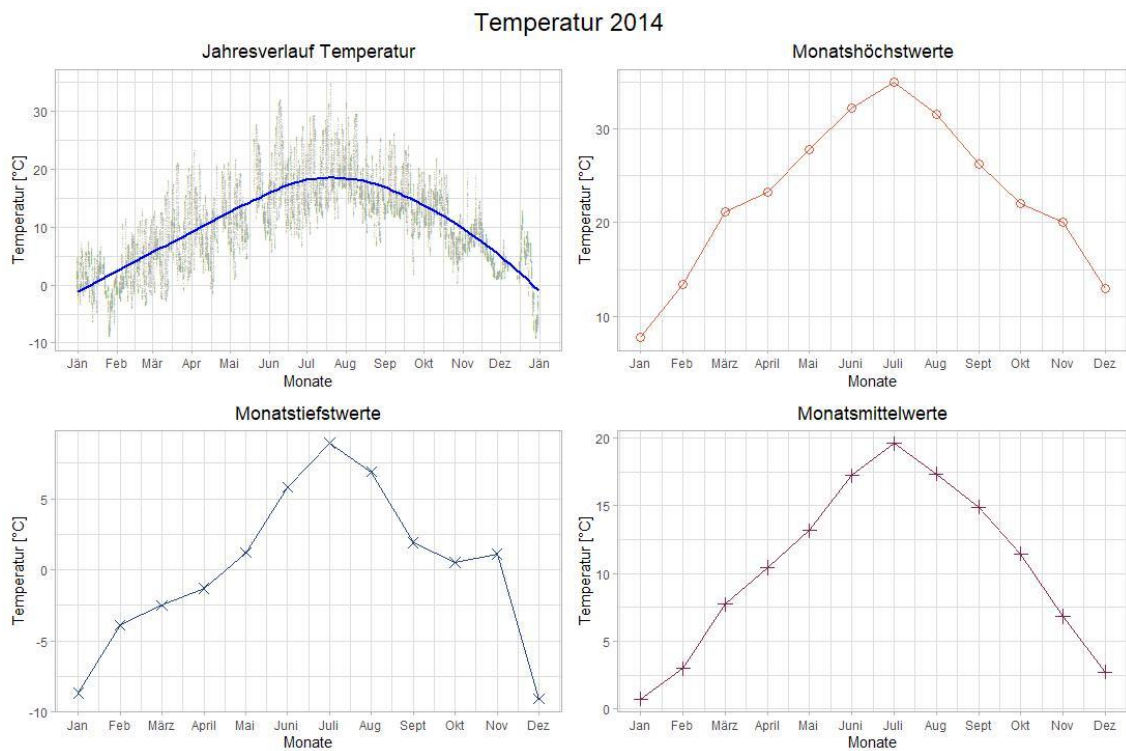 Temperatur 2014
Jahresverlauf Temperatur
Temperatur [°C]
30
20
10
0
-10
Jän Feb Mär Apr Mai Jun Jul Aug Sep Okt Nov Dez Jän
Monate
Monatshöchstwerte
Temperatur [°C]
30
20
10
Jan Feb März April Mai Juni Juli Aug Sept Okt Nov Dez
Monate
Monatstiefstwerte
Temperatur [°C]
5
0
-5
-10
Jan Feb März April Mai Juni Juli Aug Sept Okt Nov Dez
Monate
Monatsmittelwerte
Temperatur [°C]
20
15
10
5
0
Jan Feb März April Mai Juni Juli Aug Sept Okt Nov Dez
Monate